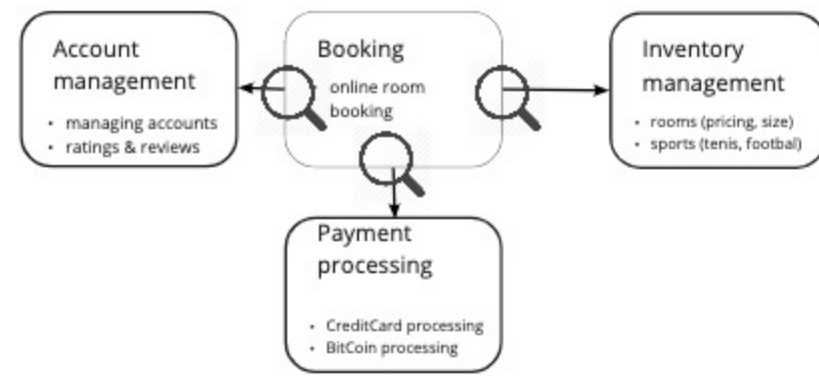 Account
management
• managing accounts
• ratings & reviews
Booking
online room
booking
Inventory
management
• rooms (pricing, size)
• sports (tenis, footbal)
Payment
processing
• CreditCard processing
• BitCoin processing